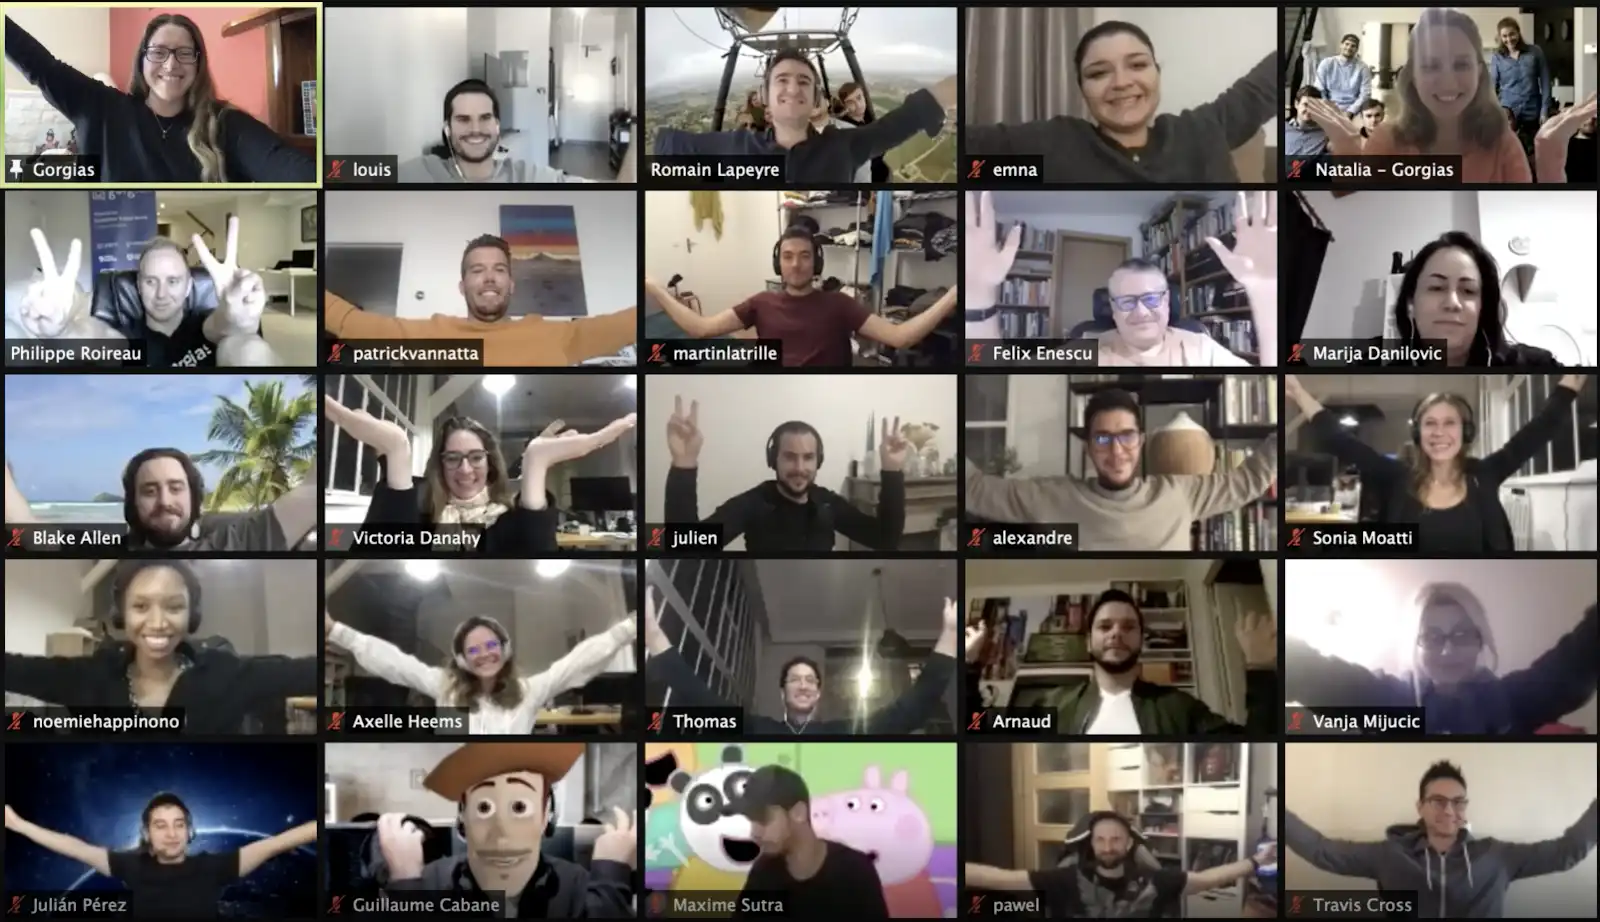 Gorgias
louis
Romain Lapeyre
emna
Natalia – Gorgias
Philippe Roireau
patrickvannatta
martinlatrille
Felix Enescu
Marija Danilovic
Blake Allen
Victoria Danahy
julien
alexandre
Sonia Moatti
noemiehappinono
Axelle Heems
Thomas
Arnaud
Vanja Mijucic
Julián Pérez
Guillaume Cabane
Maxime Sutra
pawel
Travis Cross